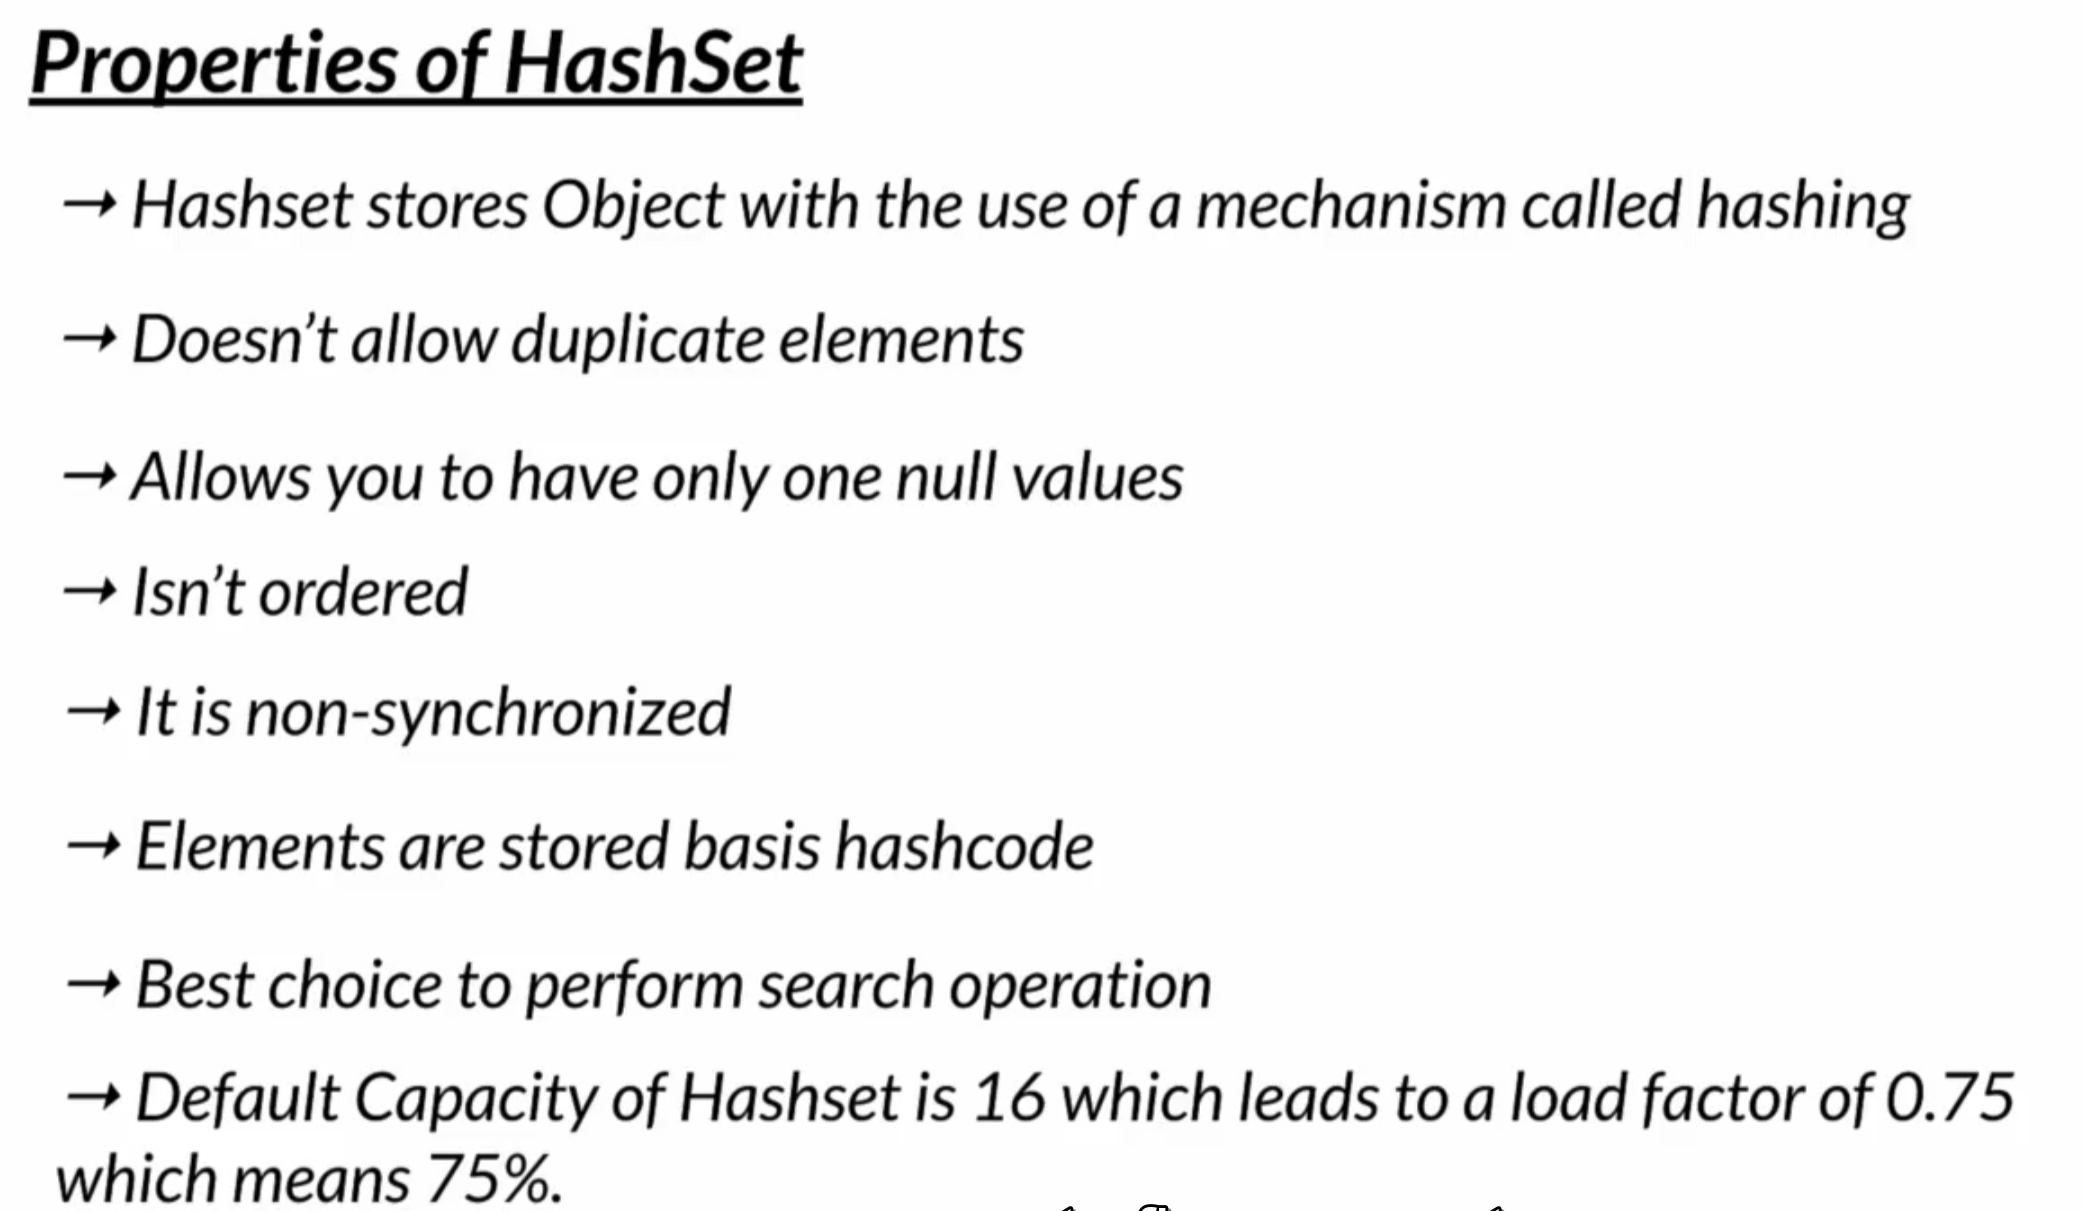 Properties of HashSet
→ Hashset stores Object with the use of a mechanism called hashing
→ Doesn’t allow duplicate elements
→ Allows you to have only one null values
→ Isn’t ordered
→ It is non-synchronized
→ Elements are stored basis hashcode
→ Best choice to perform search operation
→ Default Capacity of Hashset is 16 which leads to a load factor of 0.75
which means 75%.